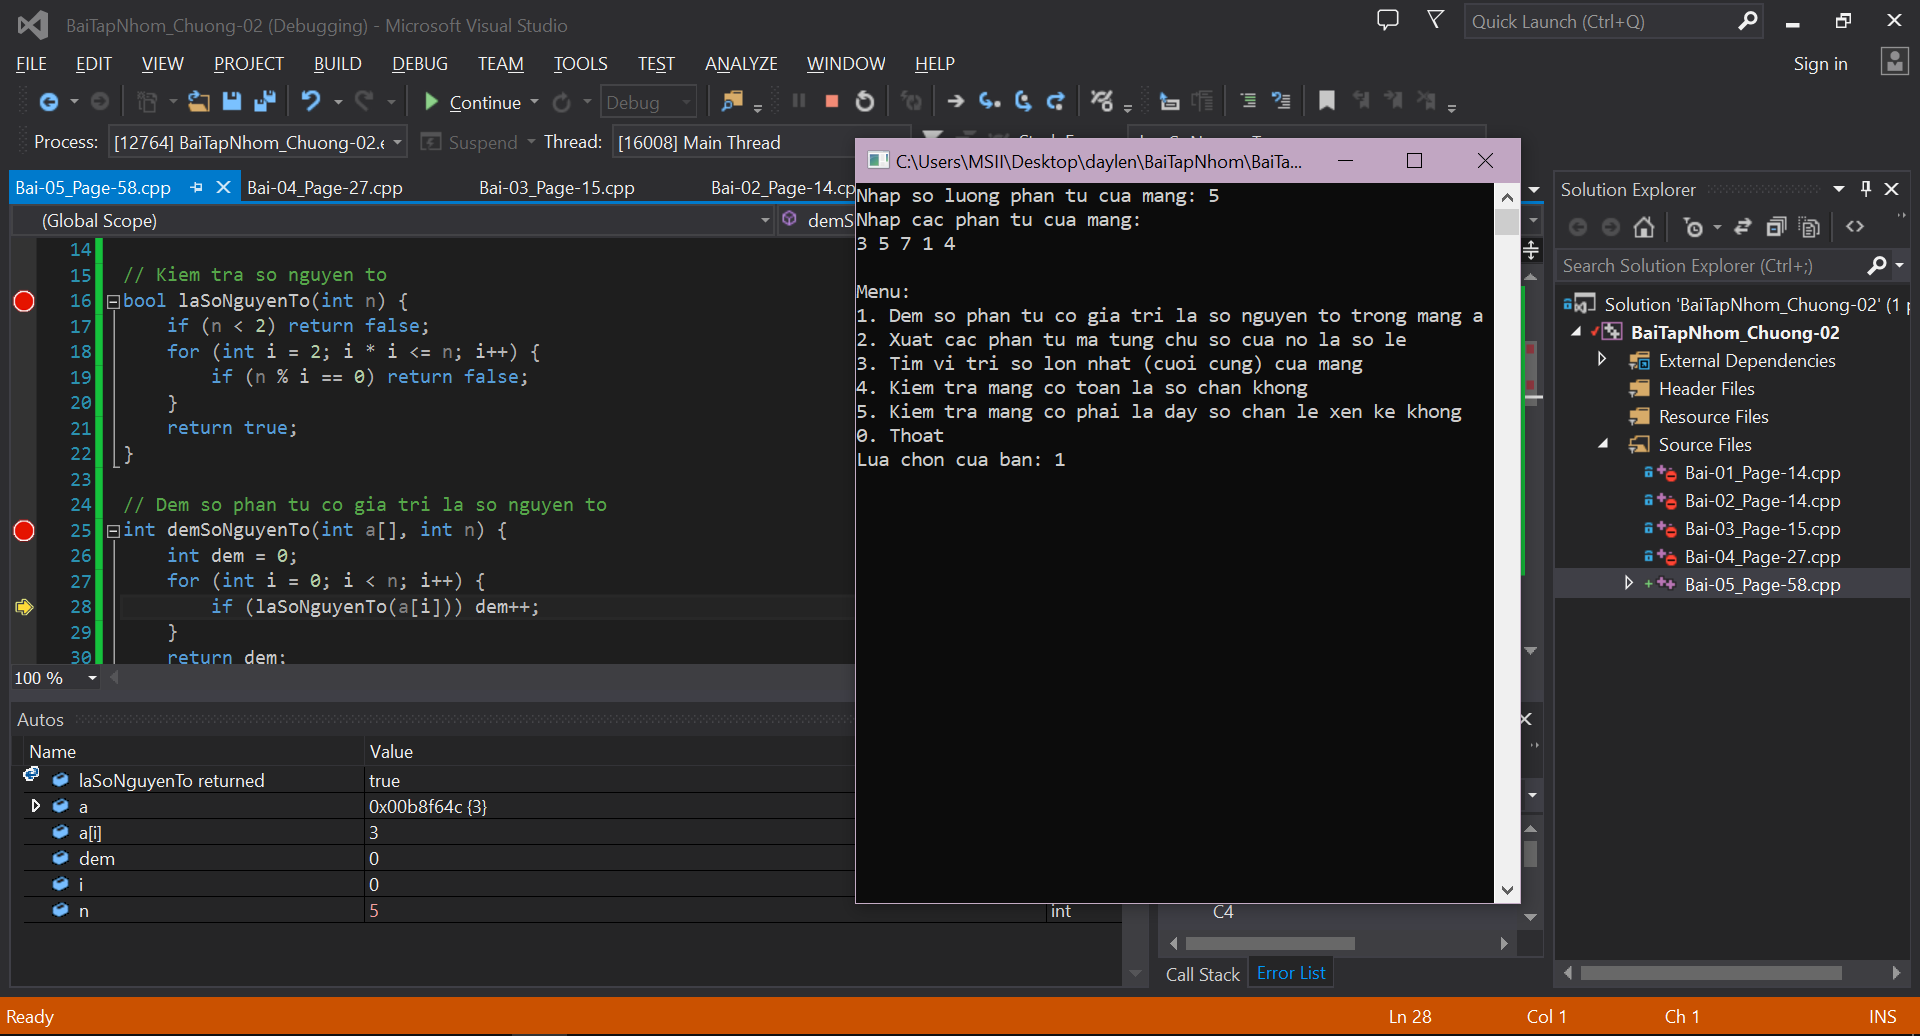 BaiTapNhom_Chuong-02 (Debugging) - Microsoft Visual Studio
Quick Launch (Ctrl+Q)
FILE EDIT VIEW PROJECT BUILD DEBUG TEAM TOOLS TEST ANALYZE WINDOW HELP
Sign in
Continue Debug
Process: [12764] BaiTapNhom_Chuong-02.e Suspend Thread: [16008] Main Thread
Bai-05_Page-58.cpp Bai-04_Page-27.cpp Bai-03_Page-15.cpp Bai-02_Page-14.cp
(Global Scope) demS
14
15 // Kiem tra so nguyen to
16 bool laSoNguyenTo(int n) {
17 if (n < 2) return false;
18 for (int i = 2; i * i <= n; i++) {
19 if (n % i == 0) return false;
20 }
21 return true;
22 }
23
24 // Dem so phan tu co gia tri la so nguyen to
25 int demSoNguyenTo(int a[], int n) {
26 int dem = 0;
27 for (int i = 0; i < n; i++) {
28 if (laSoNguyenTo(a[i])) dem++;
29 }
30 return dem;
100 %
Autos
Name Value
laSoNguyenTo returned true
a 0x00b8f64c {3}
a[i] 3
dem 0
i 0
n 5 int
C:\Users\MSII\Desktop\daylen\BaiTapNhom\BaiTa...
Nhap so luong phan tu cua mang: 5
Nhap cac phan tu cua mang:
3 5 7 1 4
Menu:
1. Dem so phan tu co gia tri la so nguyen to trong mang a
2. Xuat cac phan tu ma tung chu so cua no la so le
3. Tim vi tri so lon nhat (cuoi cung) cua mang
4. Kiem tra mang co toan la so chan khong
5. Kiem tra mang co phai la day so chan le xen ke khong
0. Thoat
Lua chon cua ban: 1
C4
Call Stack Error List
Solution Explorer
Search Solution Explorer (Ctrl+;)
Solution 'BaiTapNhom_Chuong-02' (1 p
BaiTapNhom_Chuong-02
External Dependencies
Header Files
Resource Files
Source Files
Bai-01_Page-14.cpp
Bai-02_Page-14.cpp
Bai-03_Page-15.cpp
Bai-04_Page-27.cpp
Bai-05_Page-58.cpp
Ready Ln 28 Col 1 Ch 1 INS